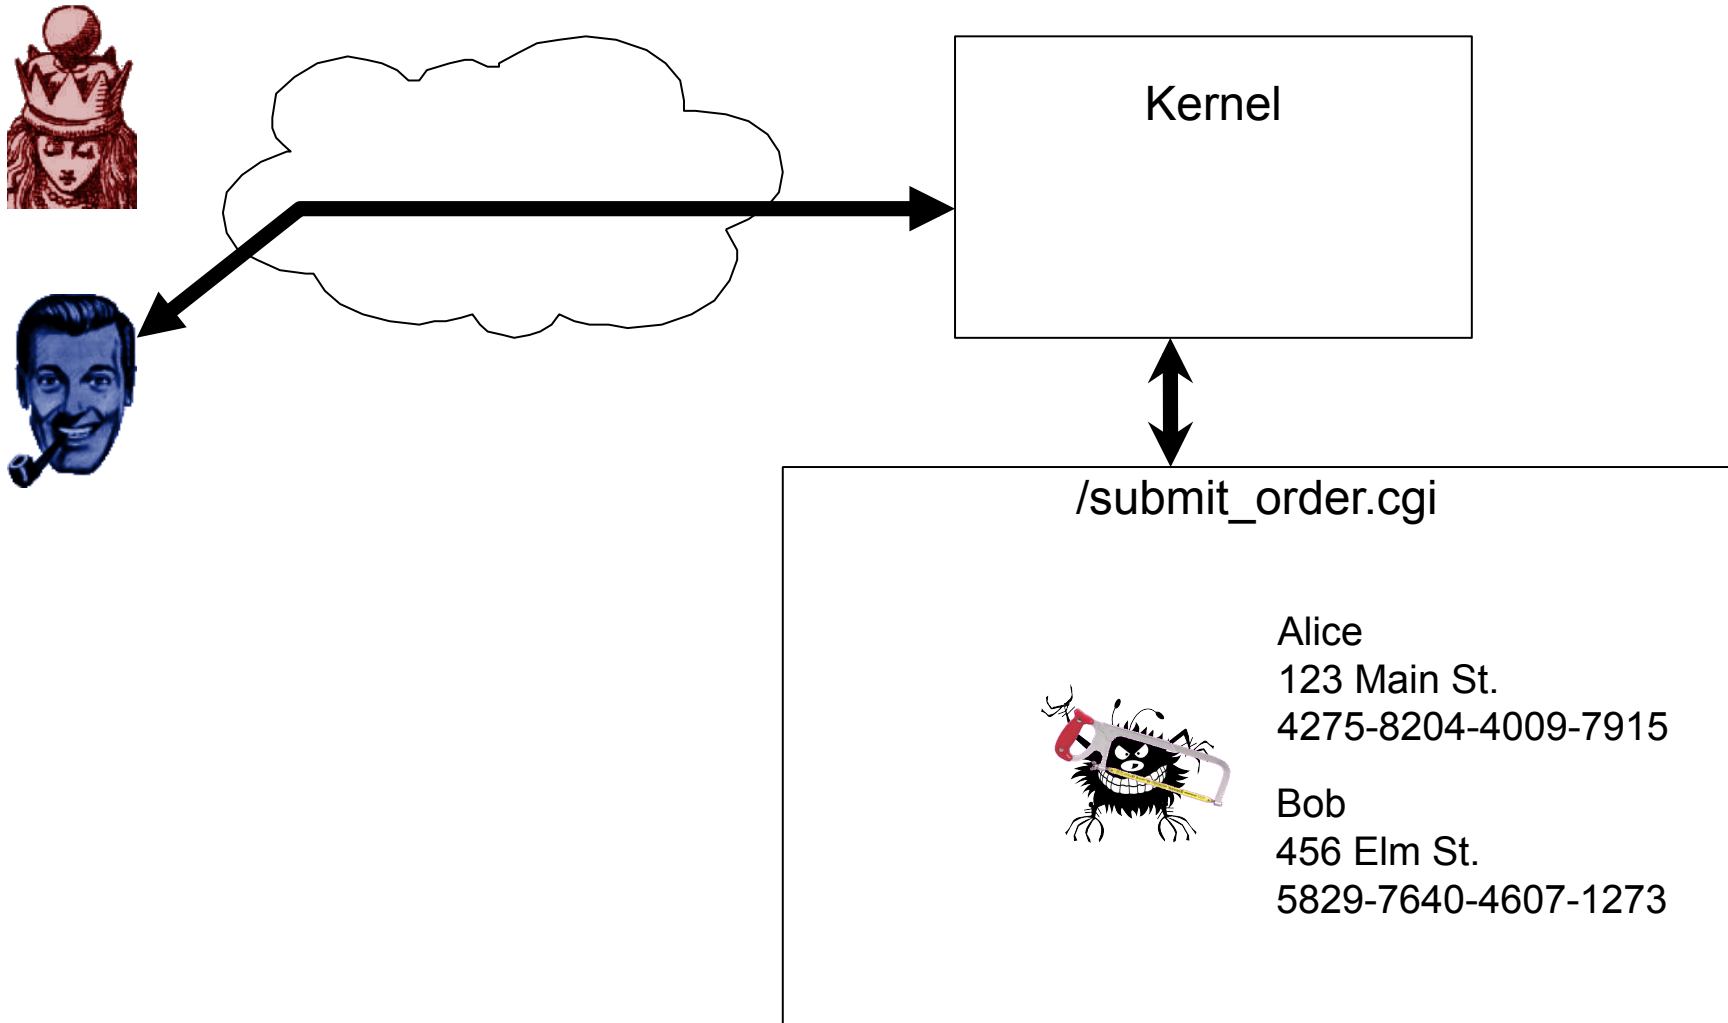 Kernel
/submit_order.cgi
Alice
123 Main St.
4275-8204-4009-7915
Bob
456 Elm St.
5829-7640-4607-1273